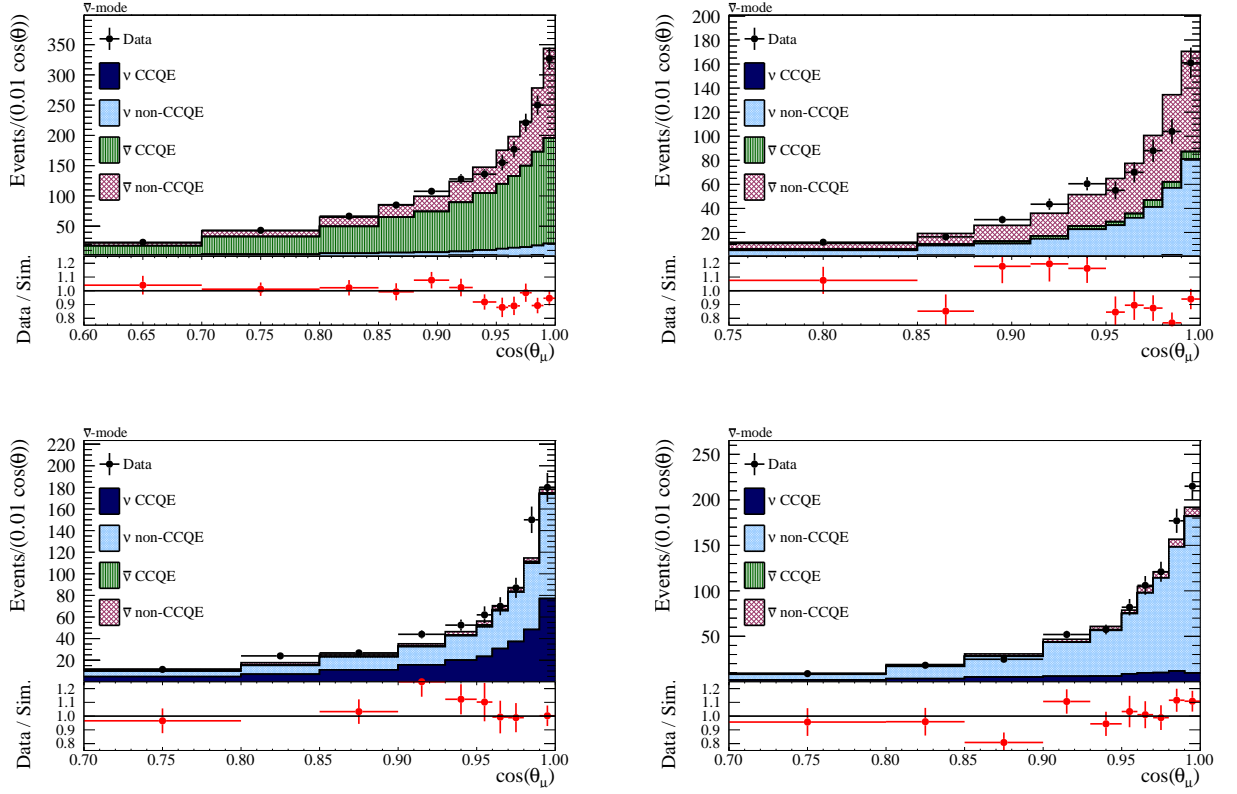 ν̄-mode
Events/(0.01 cos(θ))
350
300
250
200
150
100
50
Data
ν CCQE
ν non-CCQE
ν̄ CCQE
ν̄ non-CCQE
Data / Sim.
1.2
1.1
1.0
0.9
0.8
0.60 0.65 0.70 0.75 0.80 0.85 0.90 0.95 1.00
cos(θμ)
ν̄-mode
Events/(0.01 cos(θ))
200
180
160
140
120
100
80
60
40
20
Data
ν CCQE
ν non-CCQE
ν̄ CCQE
ν̄ non-CCQE
Data / Sim.
1.2
1.1
1.0
0.9
0.8
0.75 0.80 0.85 0.90 0.95 1.00
cos(θμ)
ν̄-mode
Events/(0.01 cos(θ))
220
200
180
160
140
120
100
80
60
40
20
Data
ν CCQE
ν non-CCQE
ν̄ CCQE
ν̄ non-CCQE
Data / Sim.
1.2
1.1
1.0
0.9
0.8
0.70 0.75 0.80 0.85 0.90 0.95 1.00
cos(θμ)
ν̄-mode
Events/(0.01 cos(θ))
250
200
150
100
50
Data
ν CCQE
ν non-CCQE
ν̄ CCQE
ν̄ non-CCQE
Data / Sim.
1.2
1.1
1.0
0.9
0.8
0.70 0.75 0.80 0.85 0.90 0.95 1.00
cos(θμ)